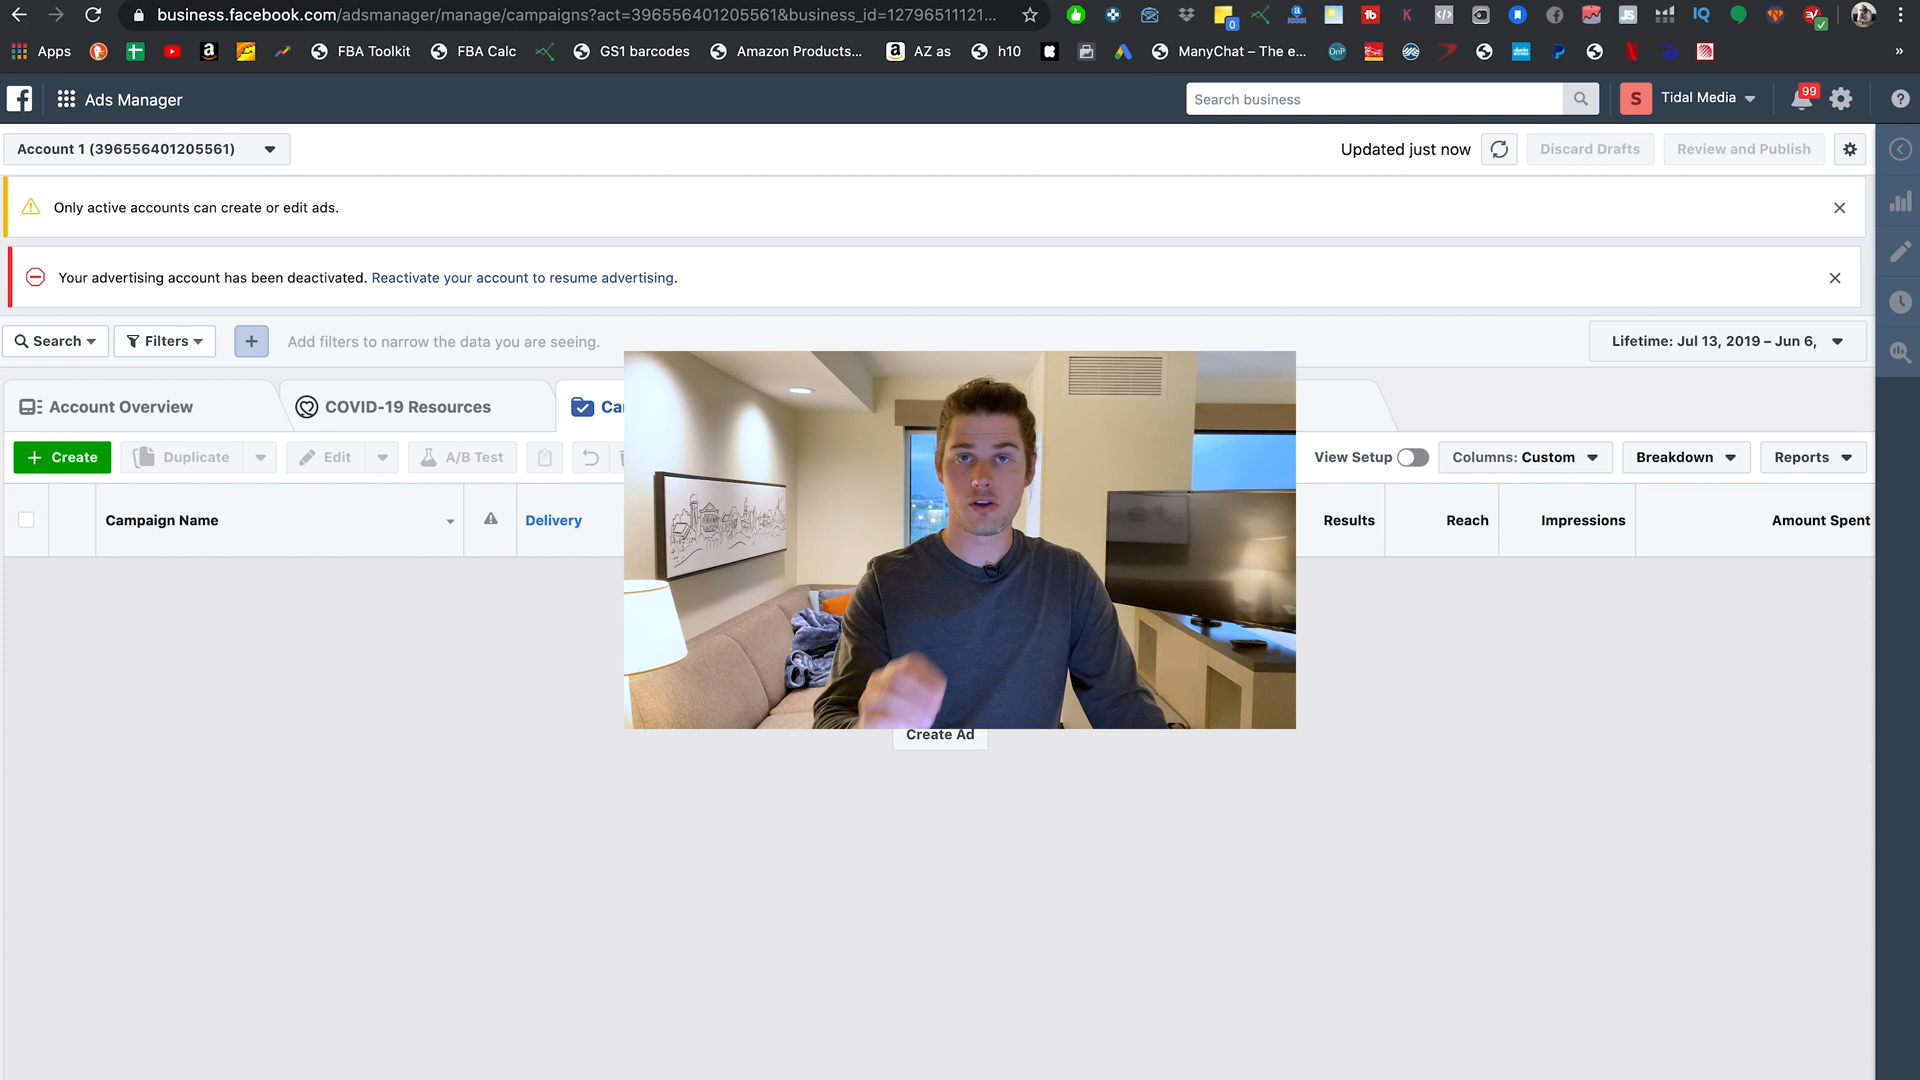 business.facebook.com/adsmanager/manage/campaigns?act=396556401205561&business_id=12796511121...
Apps
FBA Toolkit
FBA Calc
GS1 barcodes
Amazon Products...
AZ as
h10
ManyChat – The e...
»
Ads Manager
Search business
S
Tidal Media
99
Account 1 (396556401205561)
Updated just now
Discard Drafts
Review and Publish
Only active accounts can create or edit ads.
Your advertising account has been deactivated. Reactivate your account to resume advertising.
Search
Filters
+
Add filters to narrow the data you are seeing.
Lifetime: Jul 13, 2019 – Jun 6,
Account Overview
COVID-19 Resources
Ca
+ Create
Duplicate
Edit
A/B Test
View Setup
Columns: Custom
Breakdown
Reports
Campaign Name
Delivery
Results
Reach
Impressions
Amount Spent
Create Ad